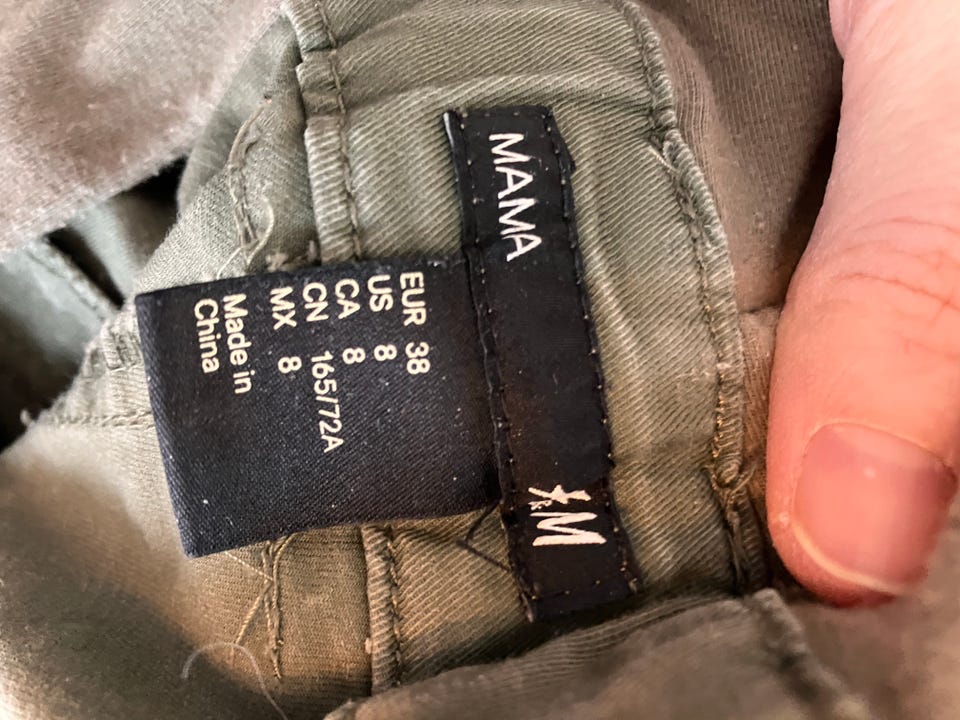 MAMA
EUR 38
US 8
CA 8
CN 165/72A
MX 8
Made in
China